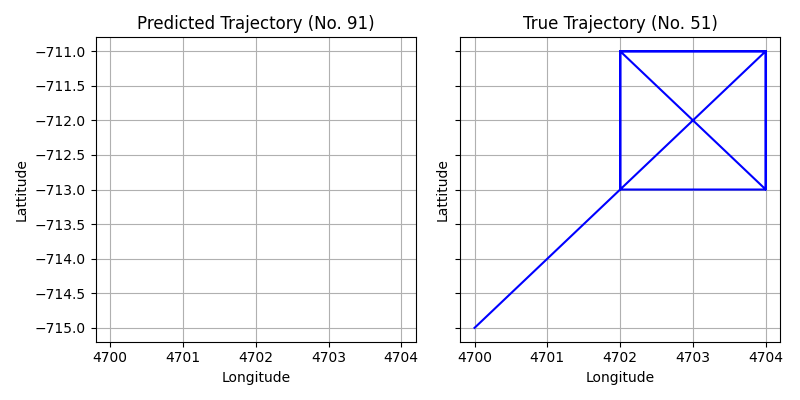 Predicted Trajectory (No. 91)
−711.0
−711.5
−712.0
−712.5
−713.0
−713.5
−714.0
−714.5
−715.0
Lattitude
4700 4701 4702 4703 4704
Longitude
True Trajectory (No. 51)
Lattitude
4700 4701 4702 4703 4704
Longitude